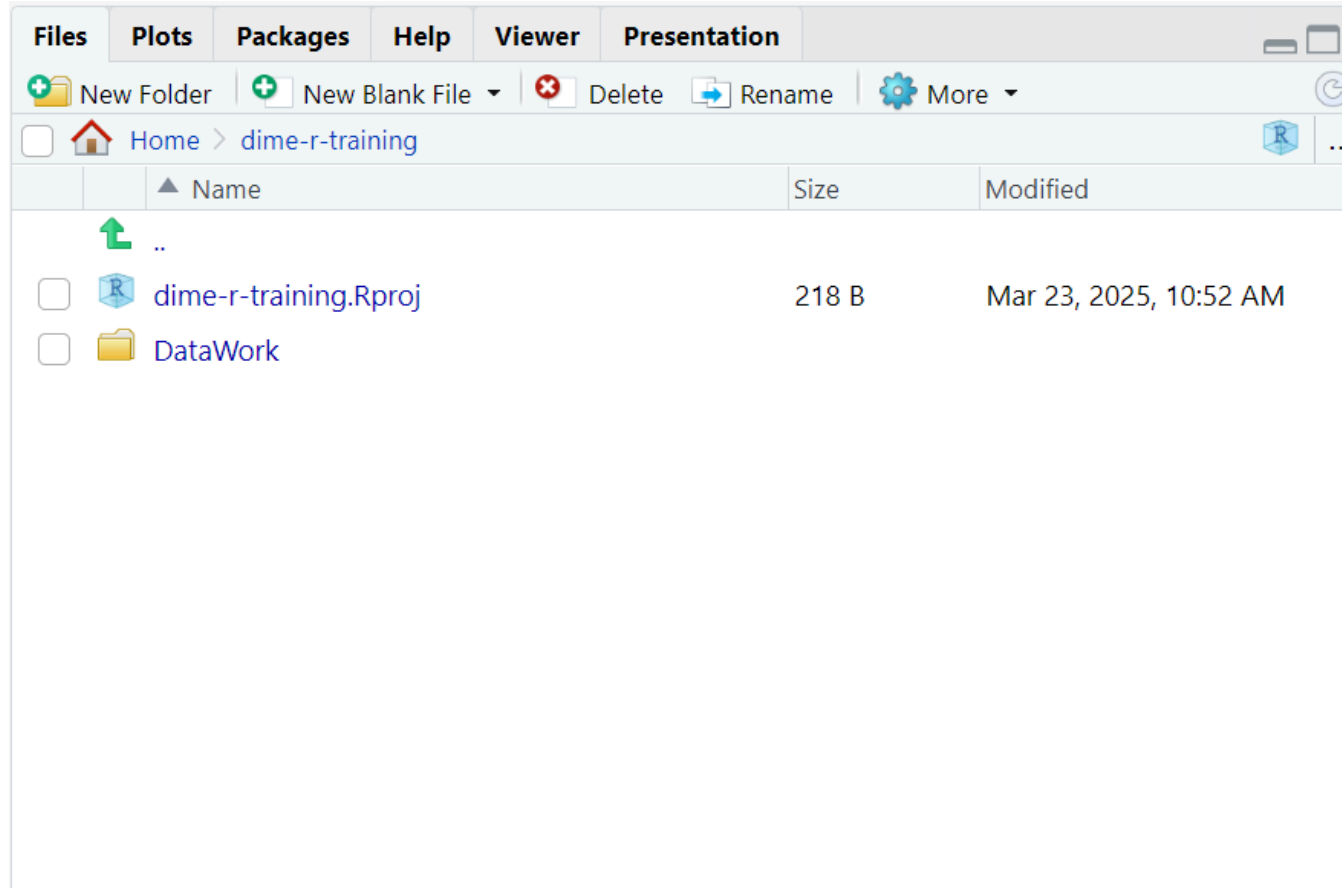 Files Plots Packages Help Viewer Presentation
New Folder New Blank File Delete Rename More
Home > dime-r-training R ..
Name Size Modified
..
R dime-r-training.Rproj 218 B Mar 23, 2025, 10:52 AM
DataWork